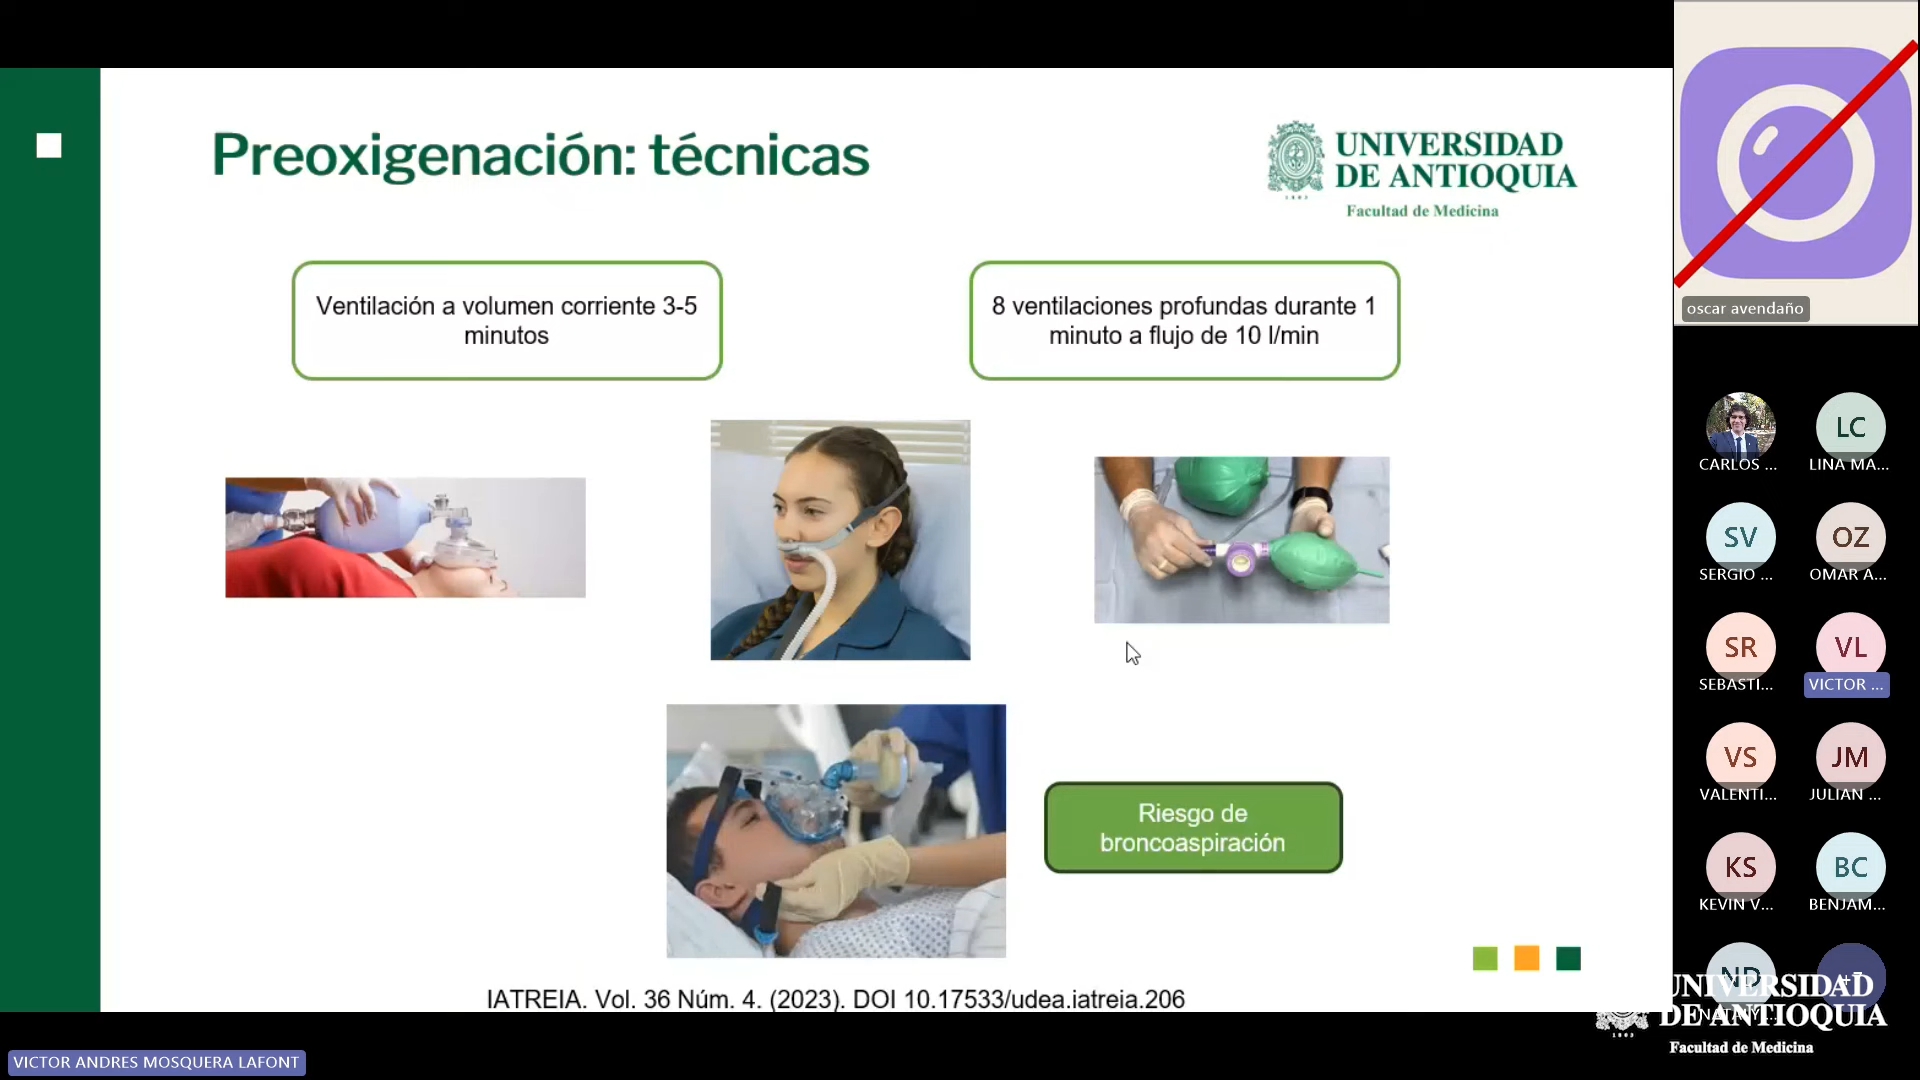 Preoxigenación: técnicas
UNIVERSIDAD
DE ANTIOQUIA
1803
Facultad de Medicina
Ventilación a volumen corriente 3-5
minutos
8 ventilaciones profundas durante 1
minuto a flujo de 10 l/min
Riesgo de
broncoaspiración
IATREIA. Vol. 36 Núm. 4. (2023). DOI 10.17533/udea.iatreia.206
oscar avendaño
CARLOS ...
LC
LINA MA...
SV
SERGIO ...
OZ
OMAR A...
SR
SEBASTI...
VL
VICTOR ...
VS
VALENTI...
JM
JULIAN ...
KS
KEVIN V...
BC
BENJAM...
ND
UNIVERSIDAD
DE ANTIOQUIA
1803
Facultad de Medicina
VICTOR ANDRES MOSQUERA LAFONT